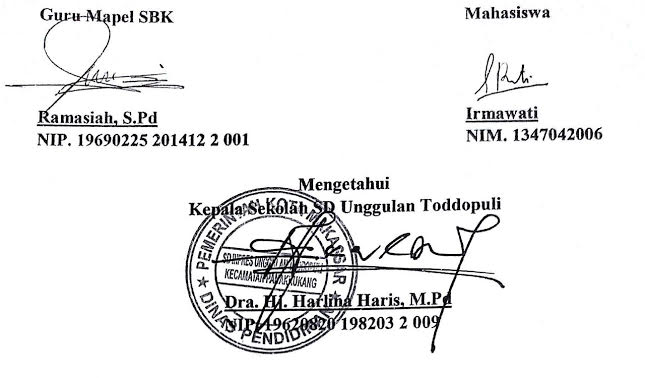 Guru Mapel SBK
Mahasiswa
Ramasiah, S.Pd
NIP. 19690225 201412 2 001
Irmawati
NIM. 1347042006
Mengetahui
Kepala Sekolah SD Unggulan Toddopuli
PEMERINTAH KOTA MAKASSAR
SD INPRES UNGGULAN TODDOPULI
KECAMATAN PANAKKUKANG
DINAS PENDIDIKAN
Dra. Hj. Harlina Haris, M.Pd
NIP. 19620820 198203 2 009